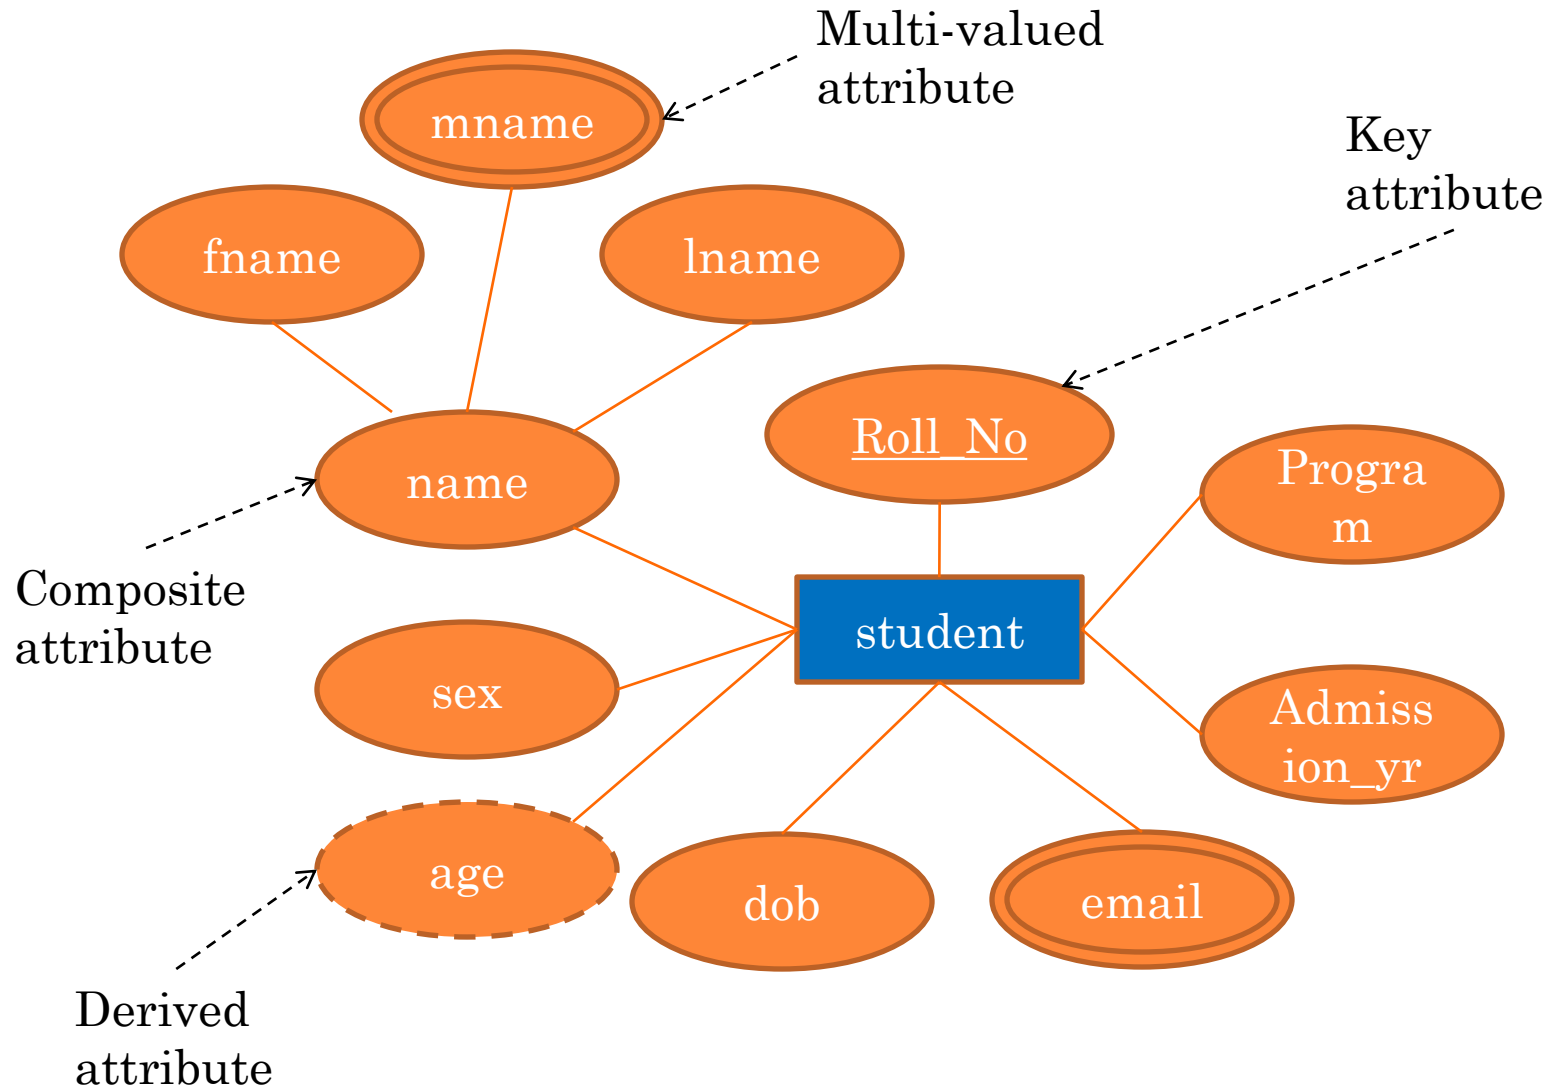 Multi-valued
attribute
mname
Key
attribute
fname
lname
Roll_No
name
Progra
m
Composite
attribute
student
sex
Admiss
ion_yr
age
dob
email
Derived
attribute